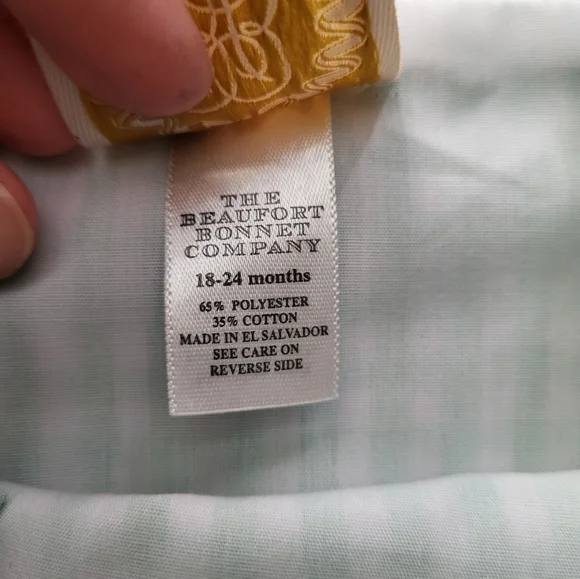 THE
BEAUFORT
BONNET
COMPANY
18-24 months
65% POLYESTER
35% COTTON
MADE IN EL SALVADOR
SEE CARE ON
REVERSE SIDE